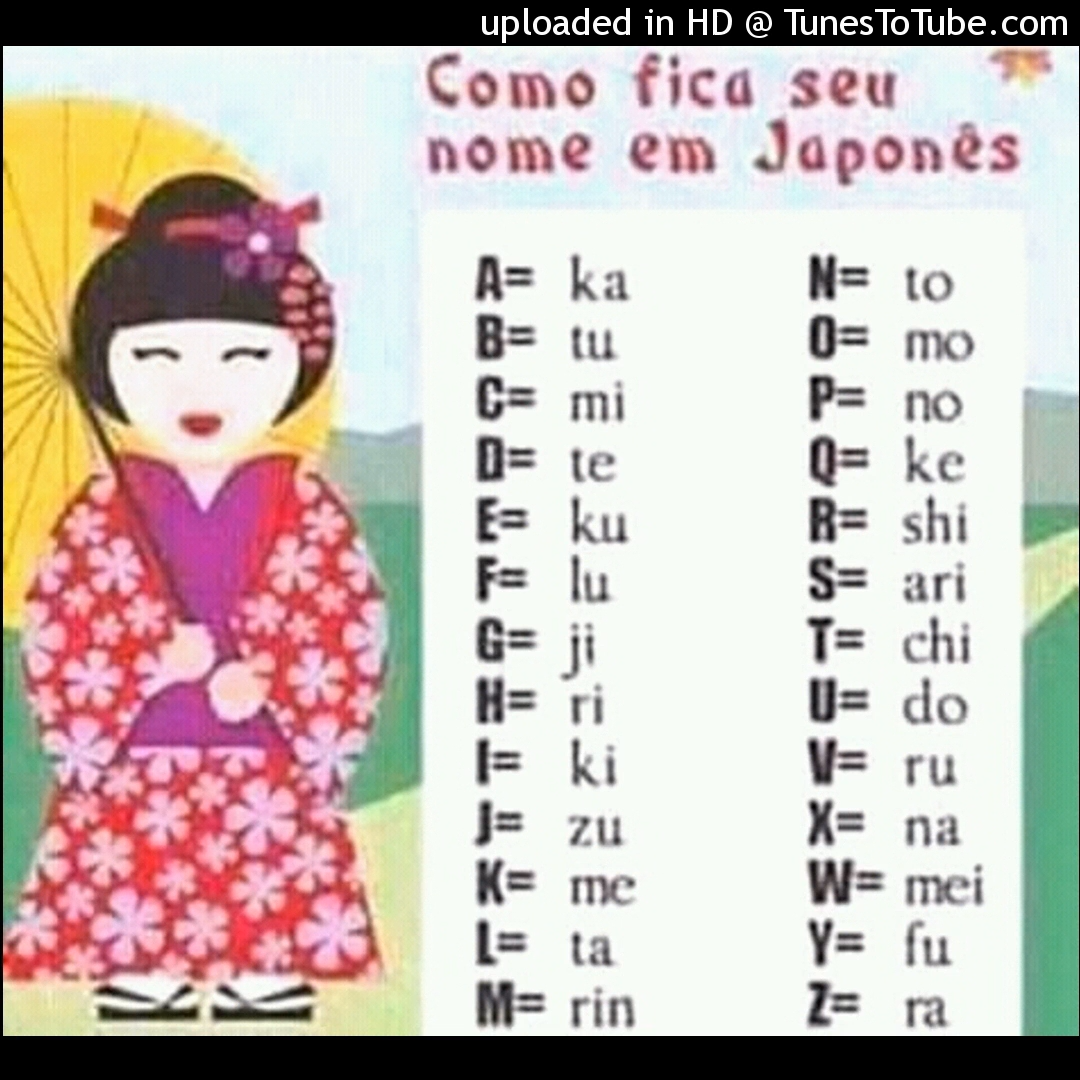 uploaded in HD @ TunesToTube.com
Como fica seu
nome em Japonês
A= ka
B= tu
C= mi
D= te
E= ku
F= lu
G= ji
H= ri
I= ki
J= zu
K= me
L= ta
M= rin
N= to
O= mo
P= no
Q= ke
R= shi
S= ari
T= chi
U= do
V= ru
X= na
W= mei
Y= fu
Z= ra